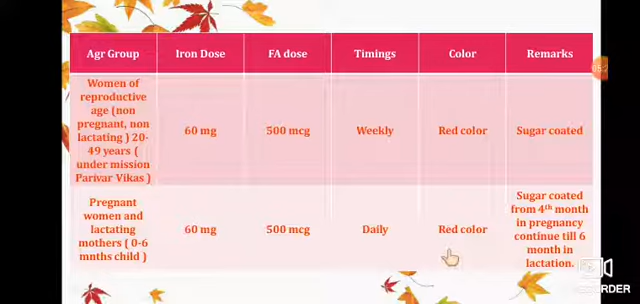 Agr Group Iron Dose FA dose Timings Color Remarks
Women of
reproductive
age (non
pregnant, non
lactating ) 20-
49 years (
under mission
Parivar Vikas )
60 mg
500 mcg
Weekly
Red color
Sugar coated
Pregnant
women and
lactating
mothers ( 0-6
mnths child )
60 mg
500 mcg
Daily
Red color
Sugar coated
from 4th month
in pregnancy
continue till 6
month in
lactation.